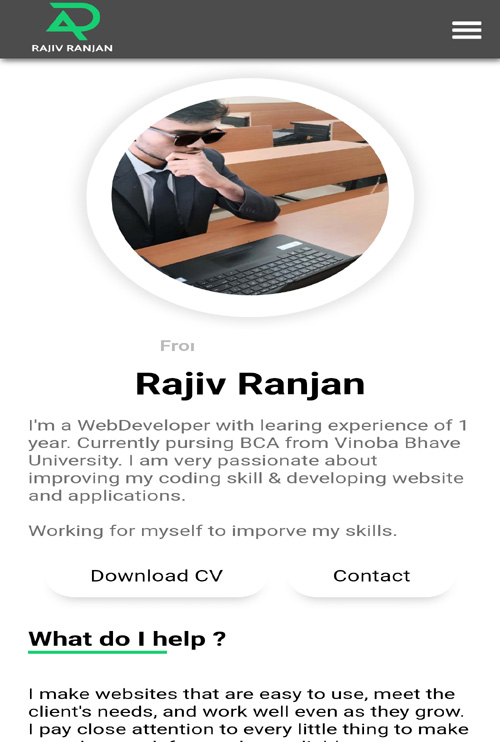 RAJIV RANJAN
Rajiv Ranjan
I'm a WebDeveloper with learing experience of 1
year. Currently pursing BCA from Vinoba Bhave
University. I am very passionate about
improving my coding skill & developing website
and applications.
Working for myself to imporve my skills.
Download CV
Contact
What do I help ?
I make websites that are easy to use, meet the
client's needs, and work well even as they grow.
I pay close attention to every little thing to make